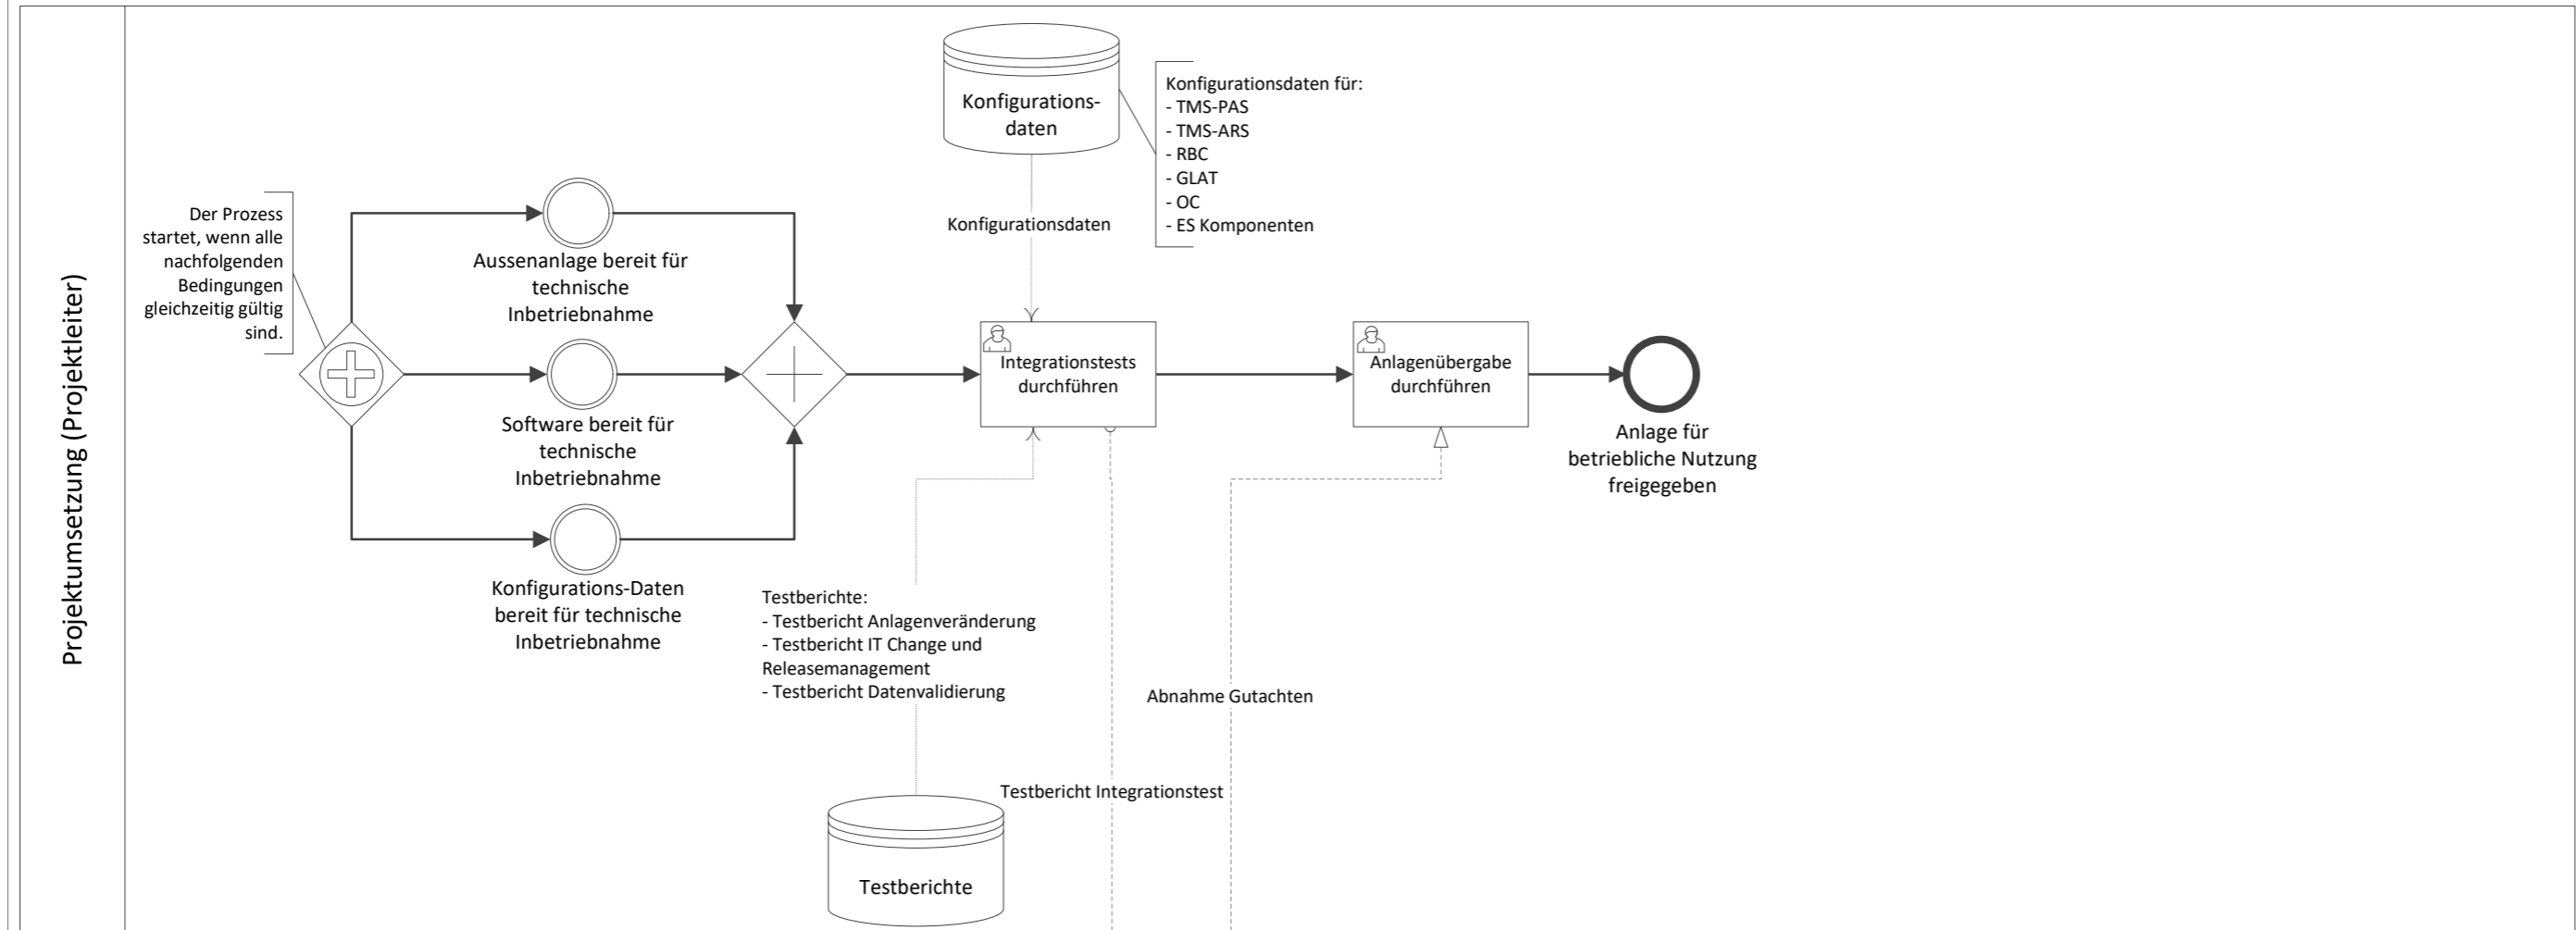 Projektumsetzung (Projektleiter)
Der Prozess
startet, wenn alle
nachfolgenden
Bedingungen
gleichzeitig gültig
sind.
Aussenanlage bereit für
technische
Inbetriebnahme
Software bereit für
technische
Inbetriebnahme
Konfigurations-Daten
bereit für technische
Inbetriebnahme
Konfigurations-
daten
Konfigurationsdaten für:
- TMS-PAS
- TMS-ARS
- RBC
- GLAT
- OC
- ES Komponenten
Konfigurationsdaten
Integrationstests
durchführen
Anlagenübergabe
durchführen
Anlage für
betriebliche Nutzung
freigegeben
Testberichte:
- Testbericht Anlagenveränderung
- Testbericht IT Change und
Releasemanagement
- Testbericht Datenvalidierung
Abnahme Gutachten
Testbericht Integrationstest
Testberichte